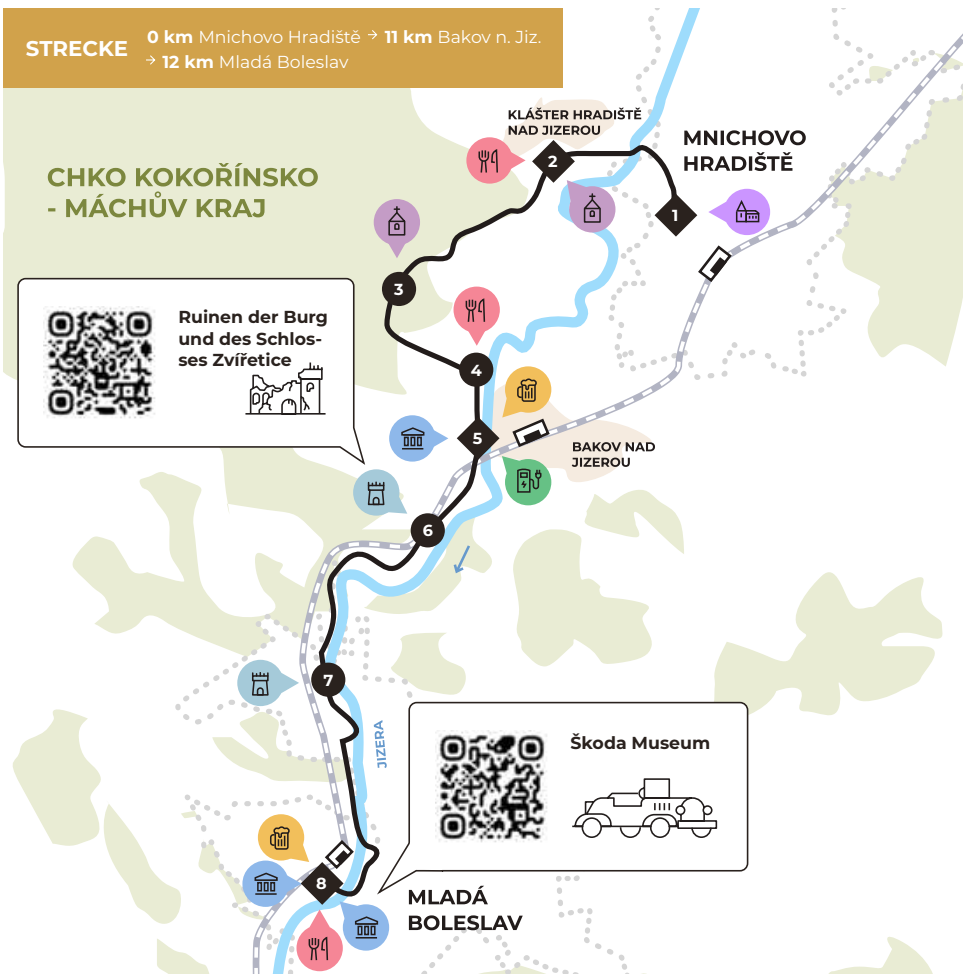 STRECKE
0 km Mnichovo Hradiště → 11 km Bakov n. Jiz.
→ 12 km Mladá Boleslav
KLÁŠTER HRADIŠTĚ
NAD JIZEROU
MNICHOVO
HRADIŠTĚ
CHKO KOKOŘÍNSKO
- MÁCHŮV KRAJ
2
1
3
Ruinen der Burg
und des Schlos-
ses Zvířetice
4
5
BAKOV NAD
JIZEROU
6
7
JIZERA
Škoda Museum
8
MLADÁ
BOLESLAV